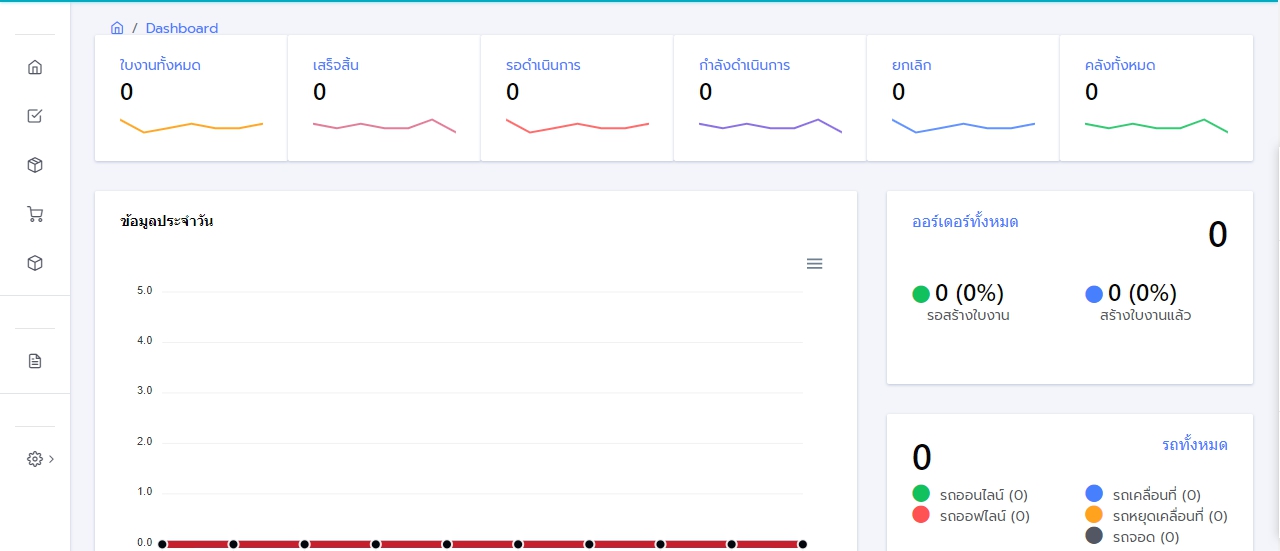 / Dashboard
ใบงานทั้งหมด
0
เสร็จสิ้น
0
รอดำเนินการ
0
กำลังดำเนินการ
0
ยกเลิก
0
คลังทั้งหมด
0
ข้อมูลประจำวัน
5.0
4.0
3.0
2.0
1.0
0.0
ออร์เดอร์ทั้งหมด
0
0 (0%)
รอสร้างใบงาน
0 (0%)
สร้างใบงานแล้ว
0
รถทั้งหมด
รถออนไลน์ (0)
รถออฟไลน์ (0)
รถเคลื่อนที่ (0)
รถหยุดเคลื่อนที่ (0)
รถจอด (0)